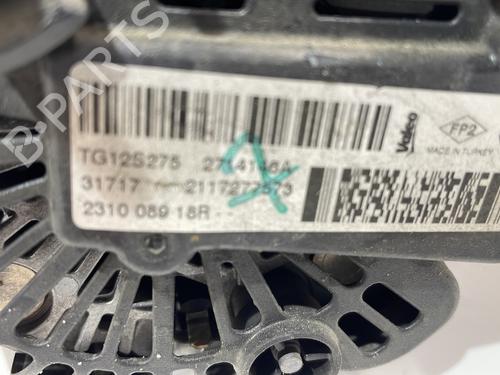 B-PARTS
Valeo
FP2
MADE IN TURKEY
TG12S275
31717
2310 089 18R --